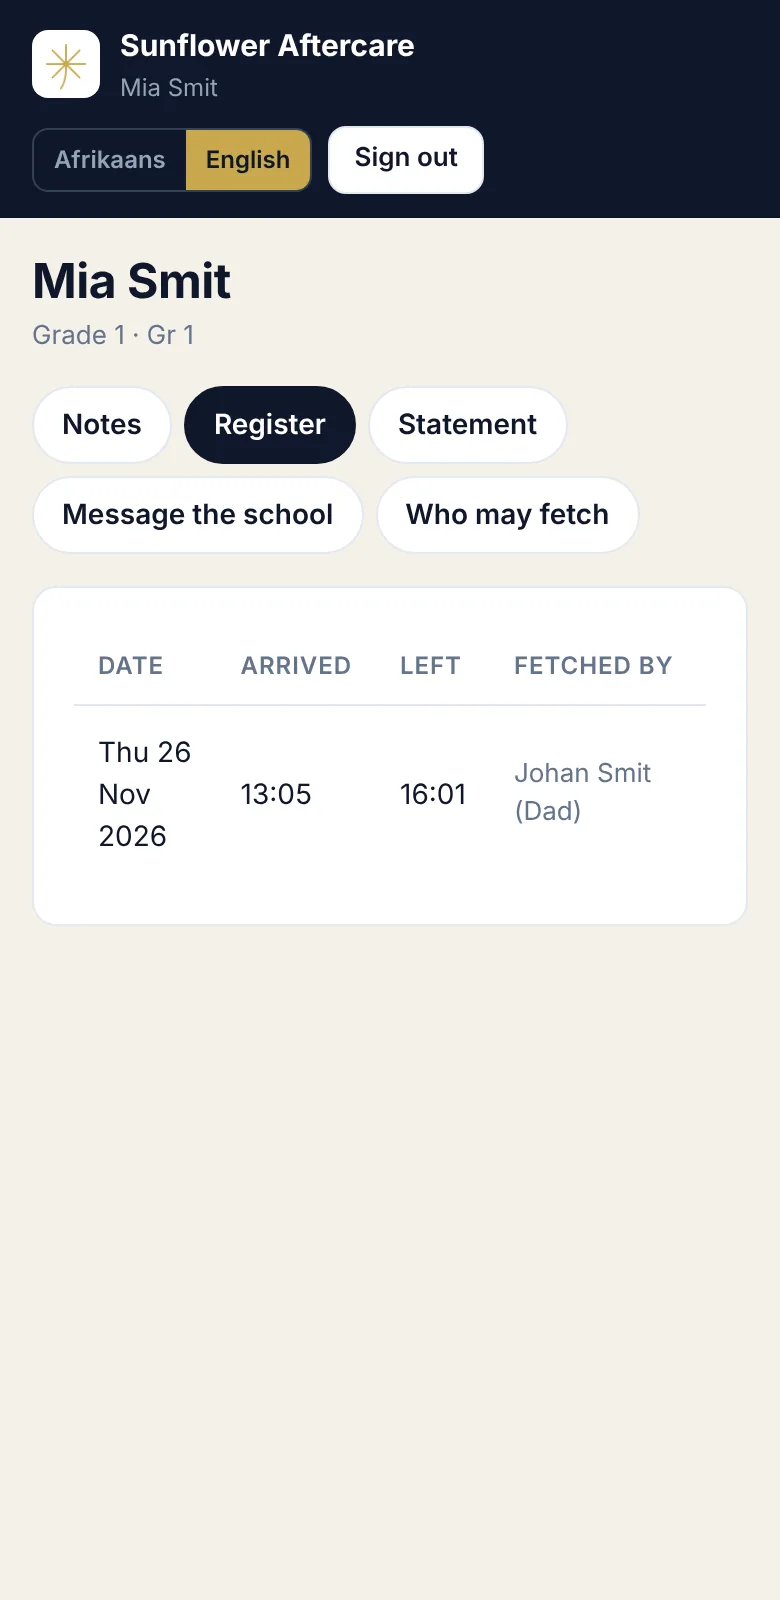 Sunflower Aftercare
Mia Smit
Afrikaans English Sign out
Mia Smit
Grade 1 · Gr 1
Notes Register Statement
Message the school Who may fetch
DATE ARRIVED LEFT FETCHED BY
Thu 26
Nov
2026
13:05 16:01
Johan Smit
(Dad)